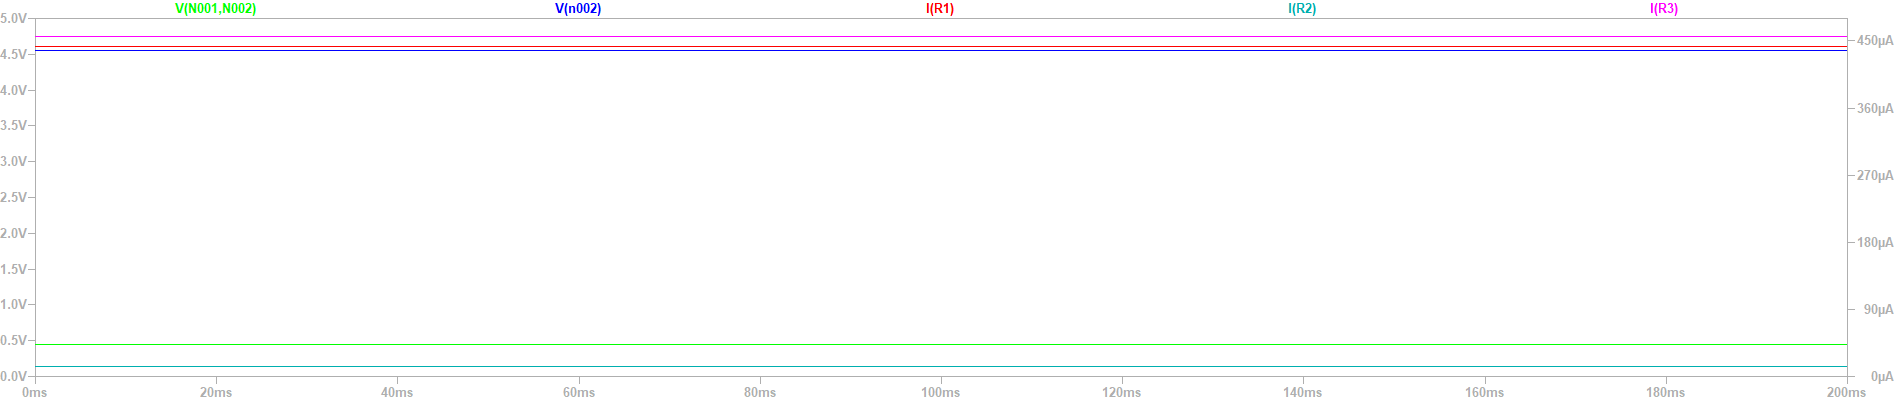 V(N001,N002) V(n002) I(R1) I(R2) I(R3)
5.0V
4.5V 450µA
4.0V
360µA
3.5V
3.0V
270µA
2.5V
2.0V 180µA
1.5V
1.0V 90µA
0.5V
0.0V 0µA
0ms 20ms 40ms 60ms 80ms 100ms 120ms 140ms 160ms 180ms 200ms